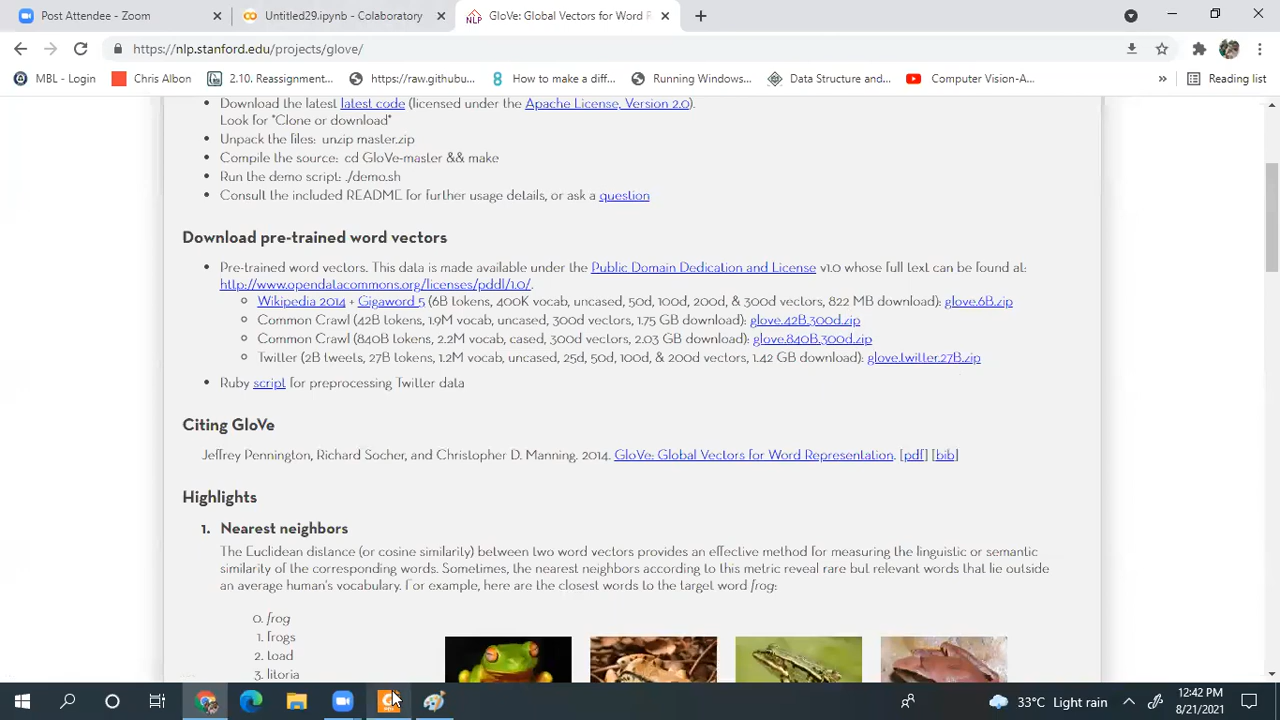 Post Attendee - Zoom
Untitled29.ipynb - Colaboratory
NLP GloVe: Global Vectors for Word R
https://nlp.stanford.edu/projects/glove/
MBL - Login
Chris Albon
2.10. Reassignment...
https://raw.githubu...
How to make a diff...
Running Windows...
Data Structure and...
Computer Vision-A...
»
Reading list
• Download the latest latest code (licensed under the Apache License, Version 2.0).
Look for "Clone or download"
• Unpack the files: unzip master.zip
• Compile the source: cd GloVe-master && make
• Run the demo script: ./demo.sh
• Consult the included README for further usage details, or ask a question
Download pre-trained word vectors
• Pre-trained word vectors. This data is made available under the Public Domain Dedication and License v1.0 whose full text can be found at:
http://www.opendatacommons.org/licenses/pddl/1.0/.
○ Wikipedia 2014 + Gigaword 5 (6B tokens, 400K vocab, uncased, 50d, 100d, 200d, & 300d vectors, 822 MB download): glove.6B.zip
○ Common Crawl (42B tokens, 1.9M vocab, uncased, 300d vectors, 1.75 GB download): glove.42B.300d.zip
○ Common Crawl (840B tokens, 2.2M vocab, cased, 300d vectors, 2.03 GB download): glove.840B.300d.zip
○ Twitter (2B tweets, 27B tokens, 1.2M vocab, uncased, 25d, 50d, 100d, & 200d vectors, 1.42 GB download): glove.twitter.27B.zip
• Ruby script for preprocessing Twitter data
Citing GloVe
Jeffrey Pennington, Richard Socher, and Christopher D. Manning. 2014. GloVe: Global Vectors for Word Representation. [pdf] [bib]
Highlights
1. Nearest neighbors
The Euclidean distance (or cosine similarity) between two word vectors provides an effective method for measuring the linguistic or semantic
similarity of the corresponding words. Sometimes, the nearest neighbors according to this metric reveal rare but relevant words that lie outside
an average human's vocabulary. For example, here are the closest words to the target word frog:
0. frog
1. frogs
2. toad
3. litoria
33°C Light rain
12:42 PM
8/21/2021